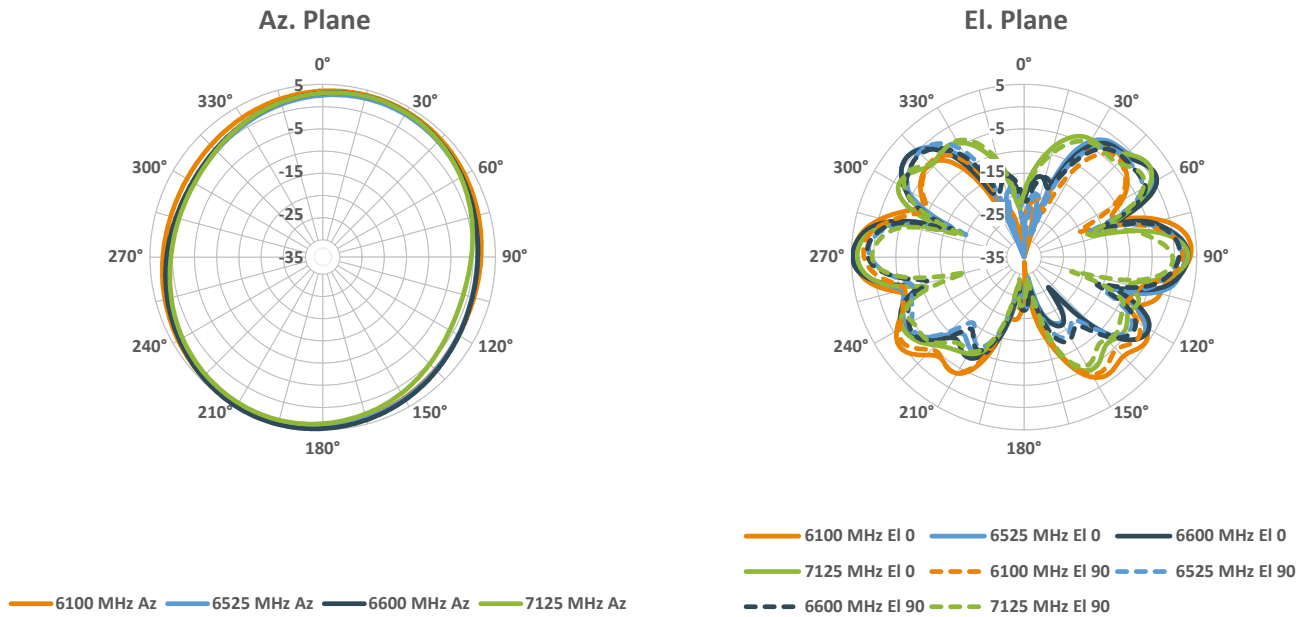 Az. Plane
0°
5
330°
30°
-5
300°
60°
-15
-25
270°
-35
90°
240°
120°
210°
150°
180°
6100 MHz Az
6525 MHz Az
6600 MHz Az
7125 MHz Az
El. Plane
0°
5
330°
30°
-5
300°
60°
-15
-25
270°
-35
90°
240°
120°
210°
150°
180°
6100 MHz El 0
6525 MHz El 0
6600 MHz El 0
7125 MHz El 0
6100 MHz El 90
6525 MHz El 90
6600 MHz El 90
7125 MHz El 90